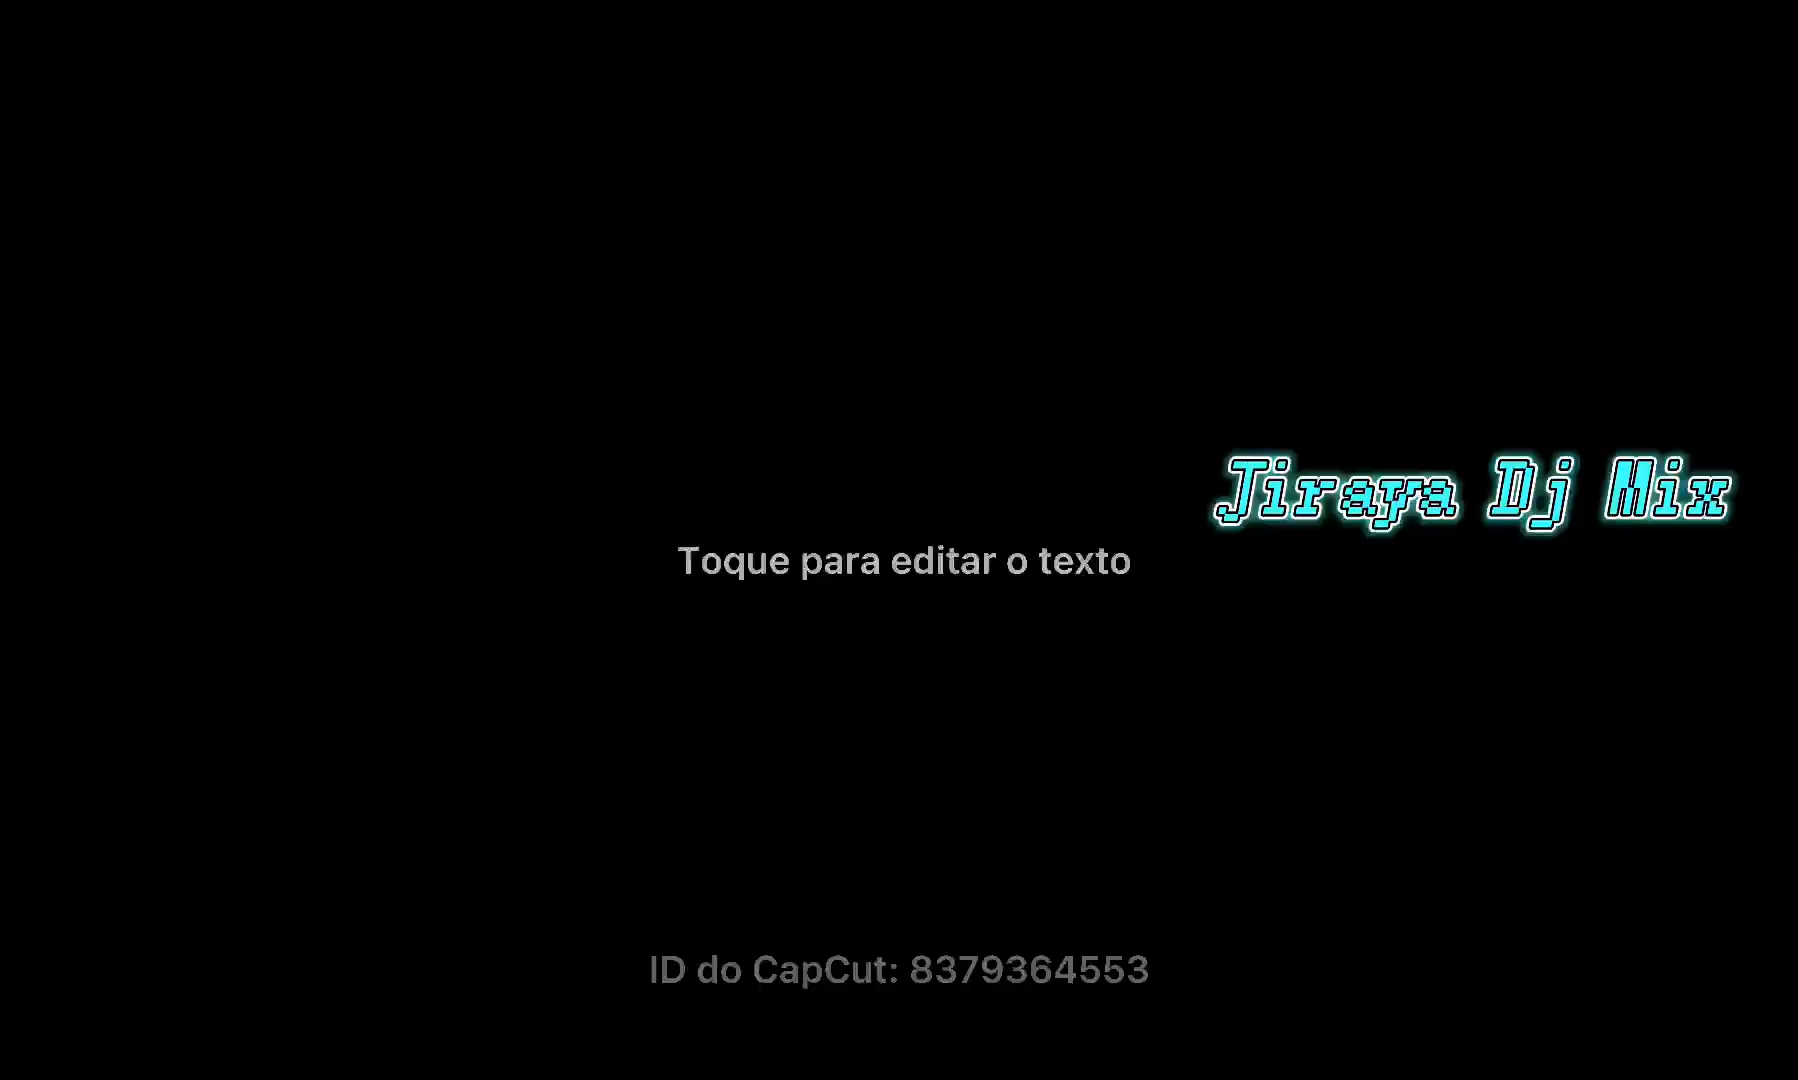 Jiraya Dj Mix
Toque para editar o texto
ID do CapCut: 8379364553